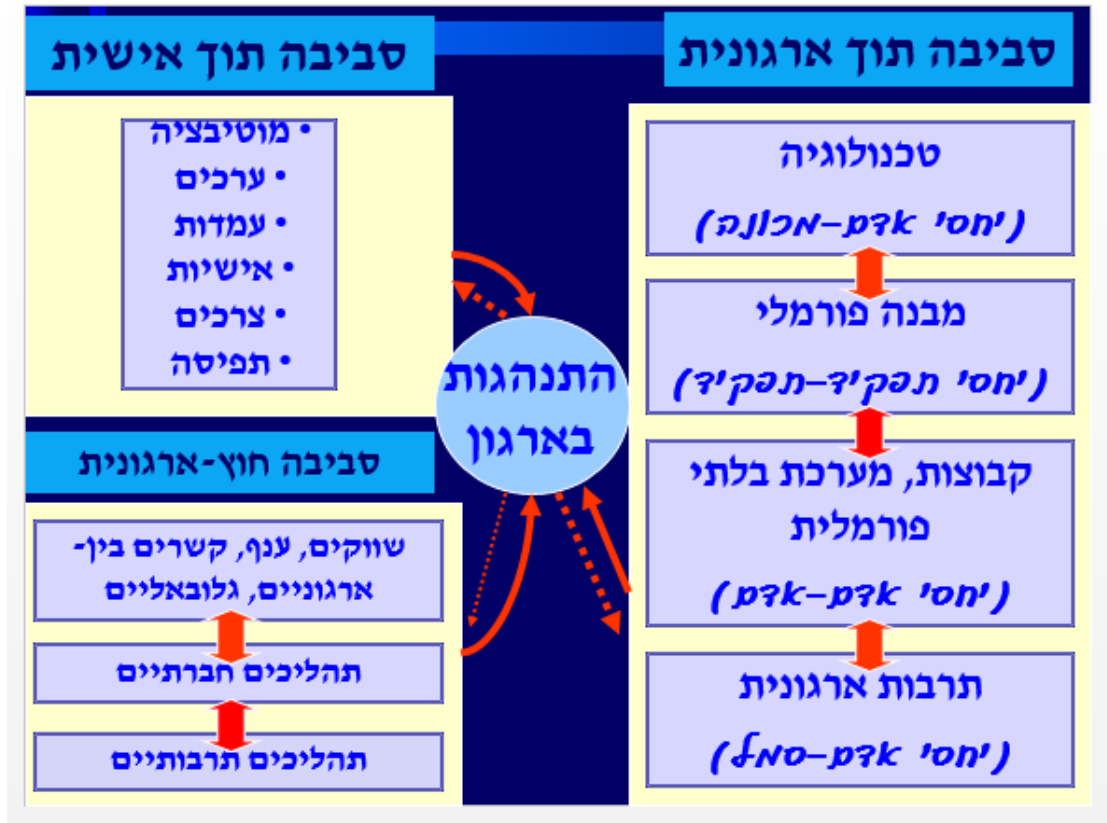 סביבה תוך ארגונית
טכנולוגיה
(יחסי אדם-מכונה)
מבנה פורמלי
(יחסי תפקיד-תפקיד)
קבוצות, מערכת בלתי
פורמלית
(יחסי אדם-אדם)
תרבות ארגונית
(יחסי אדם-סמל)
התנהגות
בארגון
סביבה תוך אישית
• מוטיבציה
• ערכים
• עמדות
• אישיות
• צרכים
• תפיסה
סביבה חוץ-ארגונית
שווקים, ענף, קשרים בין-
ארגוניים, גלובאליים
תהליכים חברתיים
תהליכים תרבותיים